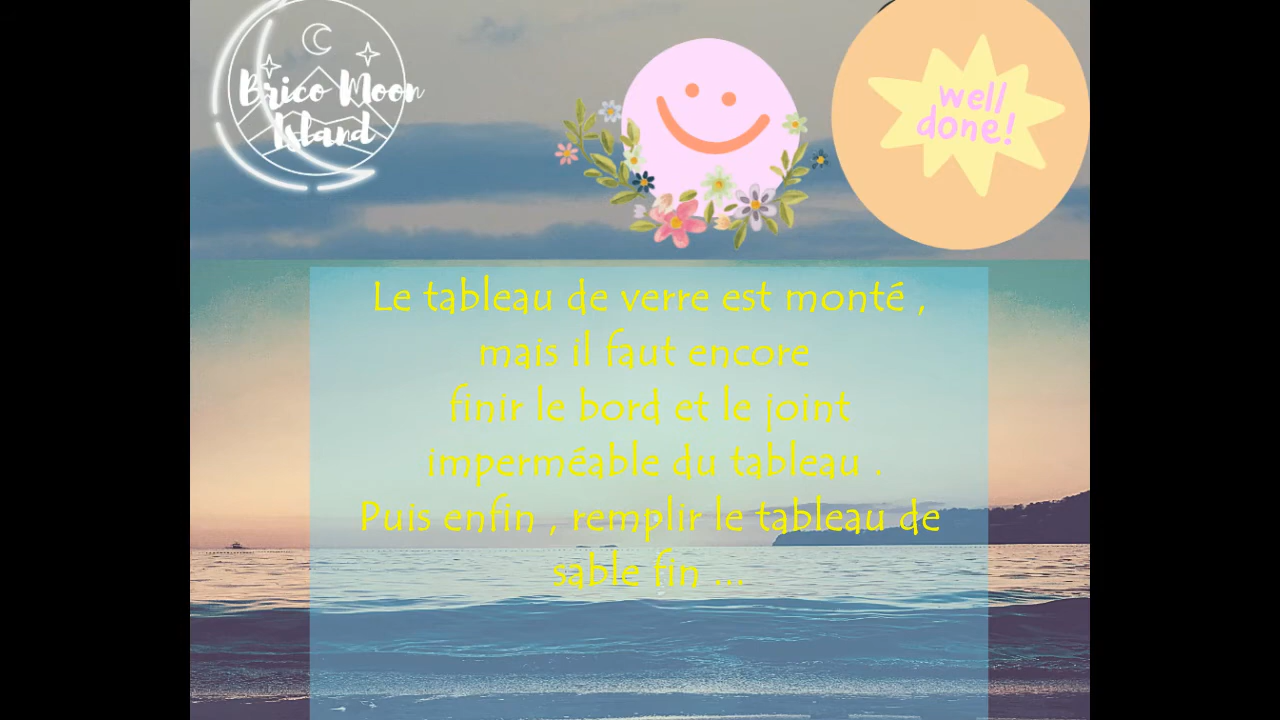 Brico Moon
Island
well
done!
Le tableau de verre est monté ,
mais il faut encore
finir le bord et le joint
imperméable du tableau .
Puis enfin , remplir le tableau de
sable fin ...